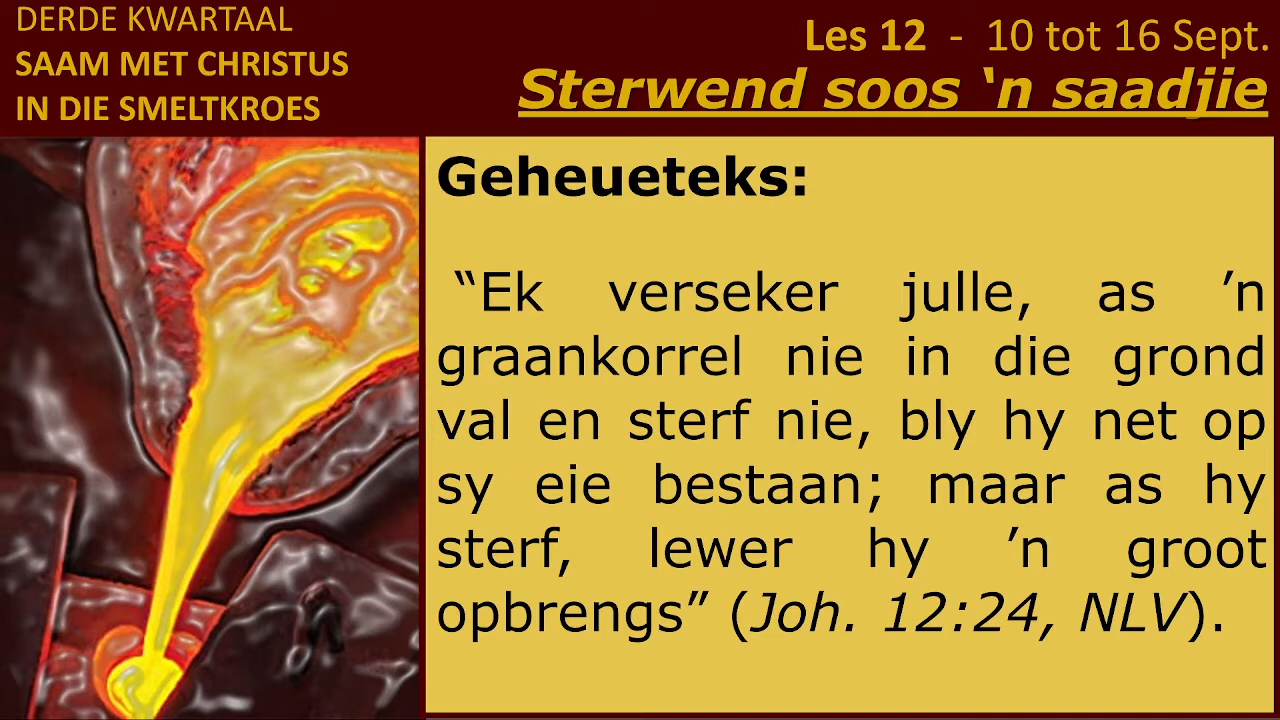 DERDE KWARTAAL
SAAM MET CHRISTUS
IN DIE SMELTKROES
Les 12 - 10 tot 16 Sept.
Sterwend soos ‘n saadjie
Geheueteks:
“Ek verseker julle, as ’n
graankorrel nie in die grond
val en sterf nie, bly hy net op
sy eie bestaan; maar as hy
sterf, lewer hy ’n groot
opbrengs” (Joh. 12:24, NLV).